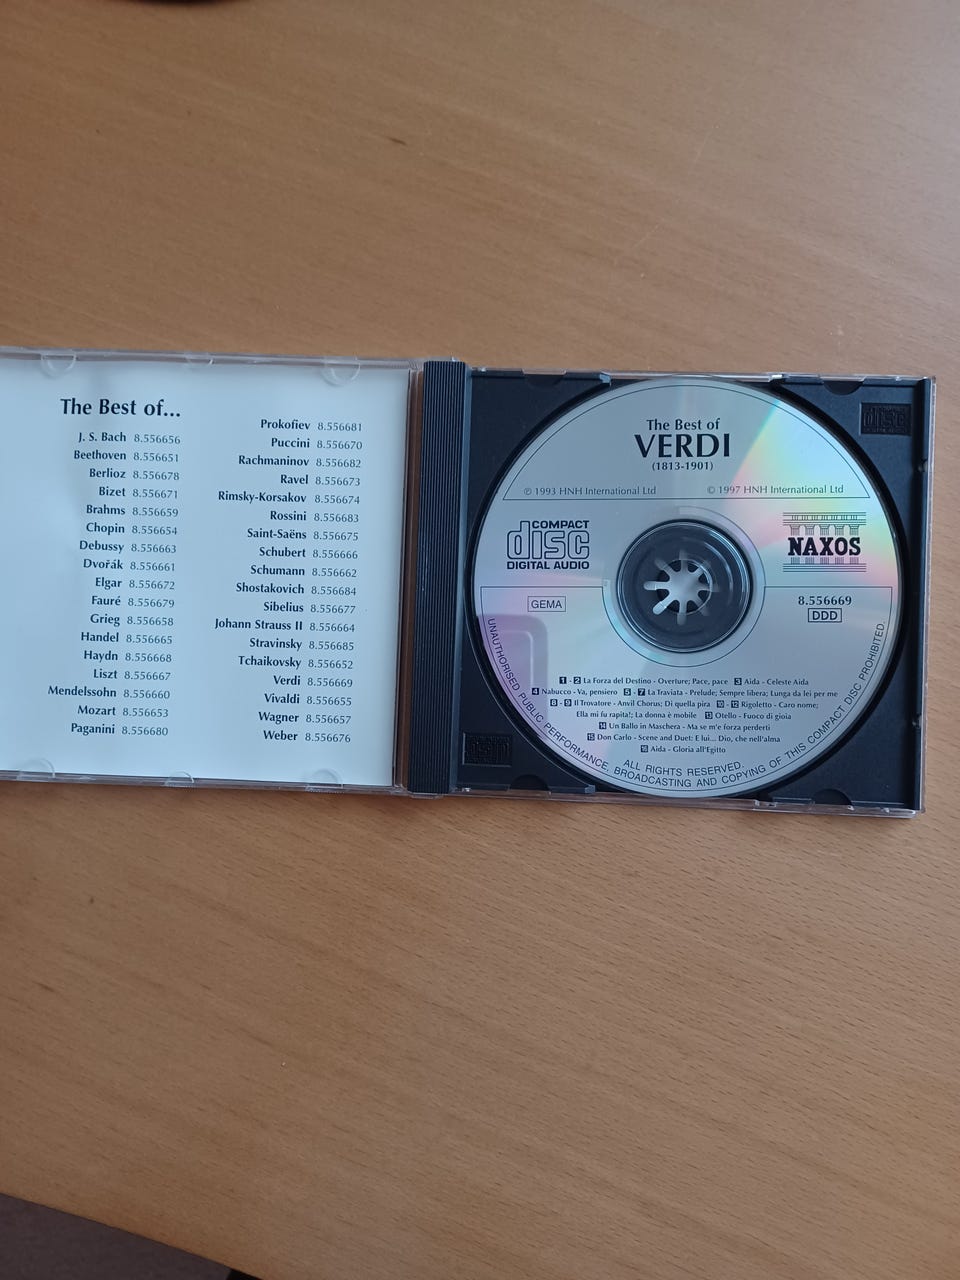 The Best of...
J. S. Bach 8.556656
Beethoven 8.556651
Berlioz 8.556678
Bizet 8.556671
Brahms 8.556659
Chopin 8.556654
Debussy 8.556663
Dvořák 8.556661
Elgar 8.556672
Fauré 8.556679
Grieg 8.556658
Handel 8.556665
Haydn 8.556668
Liszt 8.556667
Mendelssohn 8.556660
Mozart 8.556653
Paganini 8.556680
Prokofiev 8.556681
Puccini 8.556670
Rachmaninov 8.556682
Ravel 8.556673
Rimsky-Korsakov 8.556674
Rossini 8.556683
Saint-Saëns 8.556675
Schubert 8.556666
Schumann 8.556662
Shostakovich 8.556684
Sibelius 8.556677
Johann Strauss II 8.556664
Stravinsky 8.556685
Tchaikovsky 8.556652
Verdi 8.556669
Vivaldi 8.556655
Wagner 8.556657
Weber 8.556676
The Best of
VERDI
(1813-1901)
℗ 1993 HNH International Ltd © 1997 HNH International Ltd
COMPACT
disc
DIGITAL AUDIO
NAXOS
GEMA
8.556669
DDD
1 - 2 La Forza del Destino - Overture; Pace, pace 3 Aida - Celeste Aida
4 Nabucco - Va, pensiero 5 - 7 La Traviata - Prelude; Sempre libera; Lunga da lei per me
8 - 9 Il Trovatore - Anvil Chorus; Di quella pira 10 - 12 Rigoletto - Caro nome;
Ella mi fu rapita!; La donna è mobile 13 Otello - Fuoco di gioia
14 Un Ballo in Maschera - Ma se m'e forza perderti
15 Don Carlo - Scene and Duet: E lui... Dio, che nell'alma
16 Aida - Gloria all'Egitto
ALL RIGHTS RESERVED.
UNAUTHORISED PUBLIC PERFORMANCE, BROADCASTING AND COPYING OF THIS COMPACT DISC PROHIBITED.